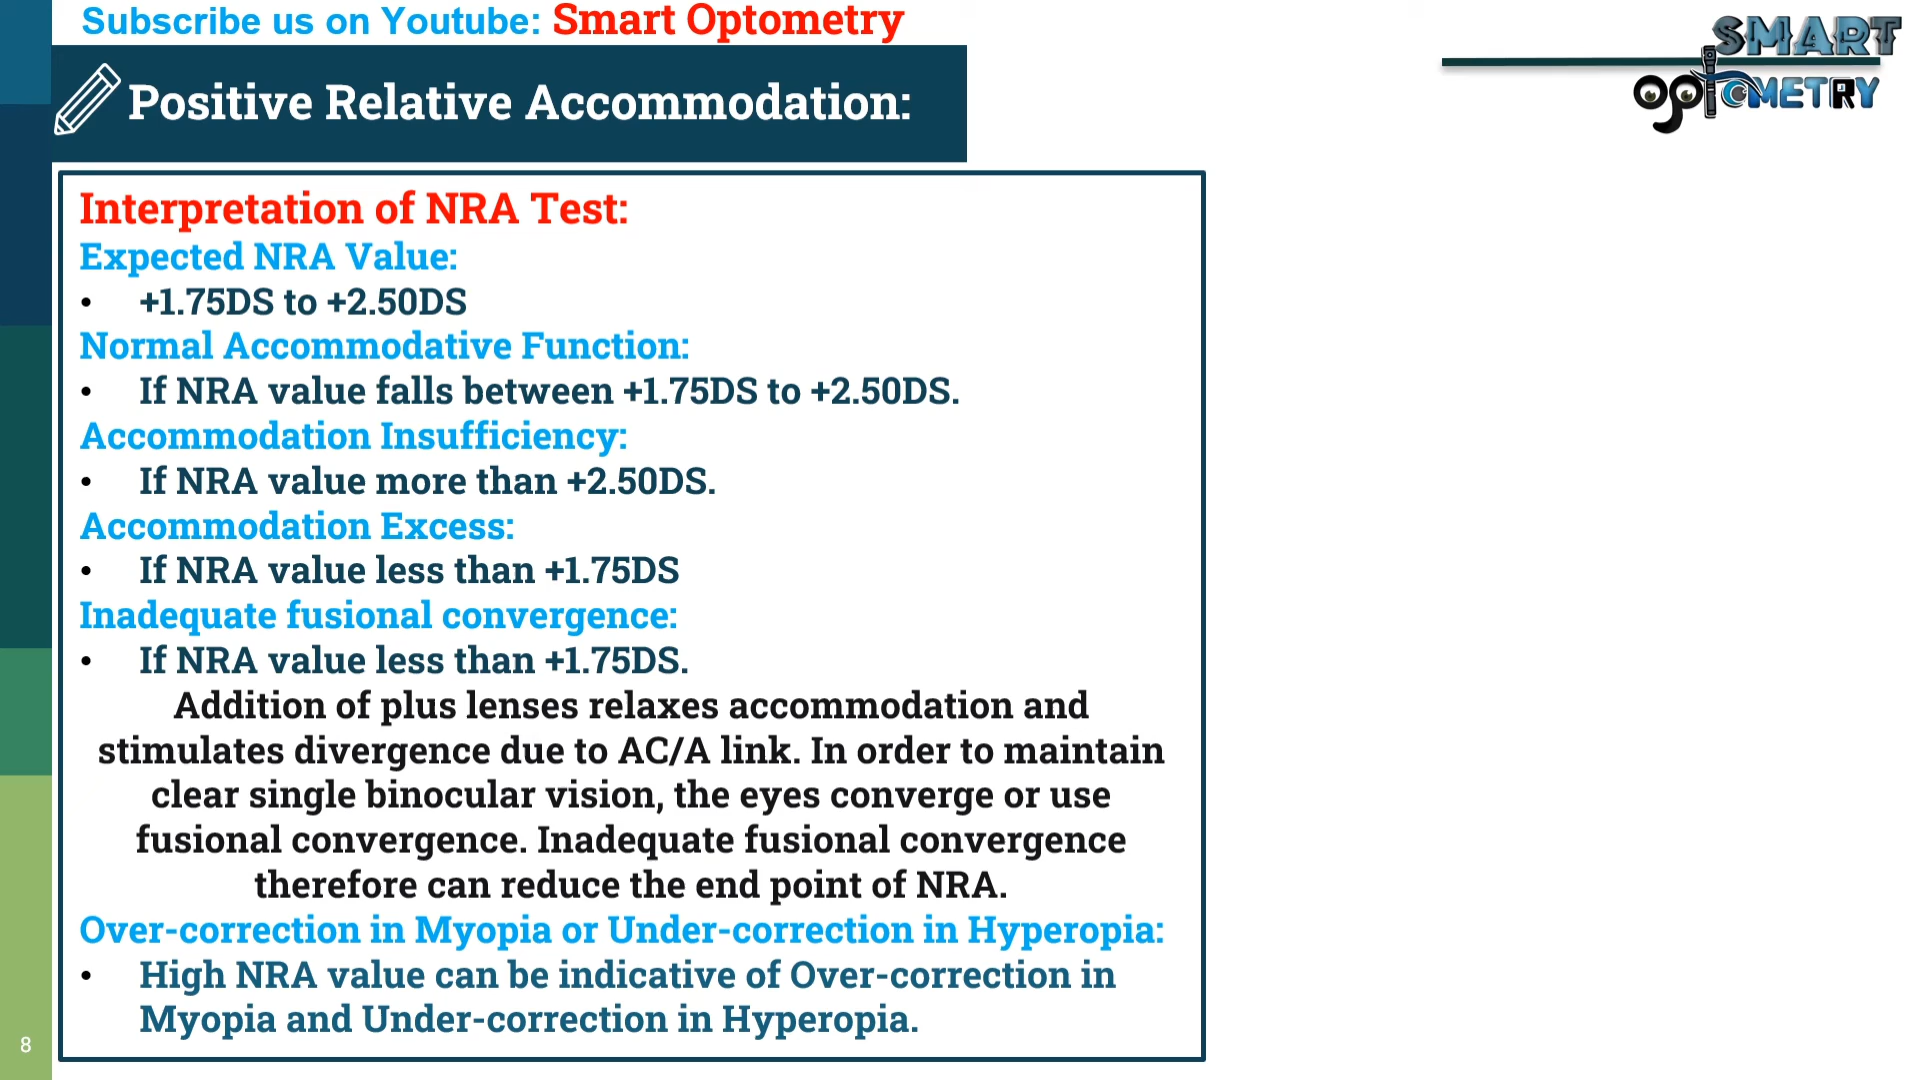 Subscribe us on Youtube: Smart Optometry
SMART
OptOMETRY
Positive Relative Accommodation:
Interpretation of NRA Test:
Expected NRA Value:
• +1.75DS to +2.50DS
Normal Accommodative Function:
• If NRA value falls between +1.75DS to +2.50DS.
Accommodation Insufficiency:
• If NRA value more than +2.50DS.
Accommodation Excess:
• If NRA value less than +1.75DS
Inadequate fusional convergence:
• If NRA value less than +1.75DS.
Addition of plus lenses relaxes accommodation and
stimulates divergence due to AC/A link. In order to maintain
clear single binocular vision, the eyes converge or use
fusional convergence. Inadequate fusional convergence
therefore can reduce the end point of NRA.
Over-correction in Myopia or Under-correction in Hyperopia:
• High NRA value can be indicative of Over-correction in
Myopia and Under-correction in Hyperopia.
8